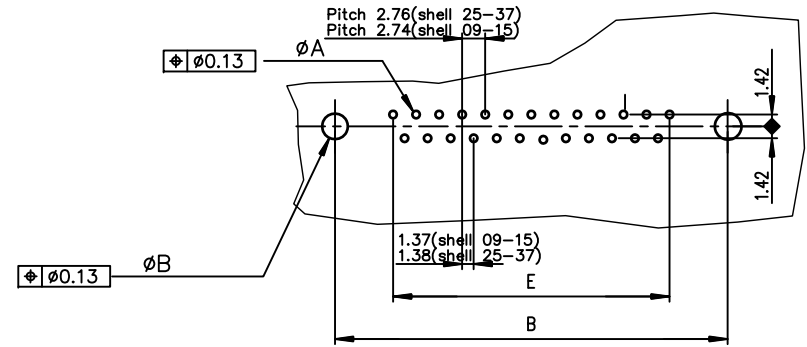 Pitch 2.76(shell 25-37)
Pitch 2.74(shell 09-15)
⌖ ø0.13
øA
1.42
1.42
1.37(shell 09-15)
1.38(shell 25-37)
⌖ ø0.13
øB
E
B